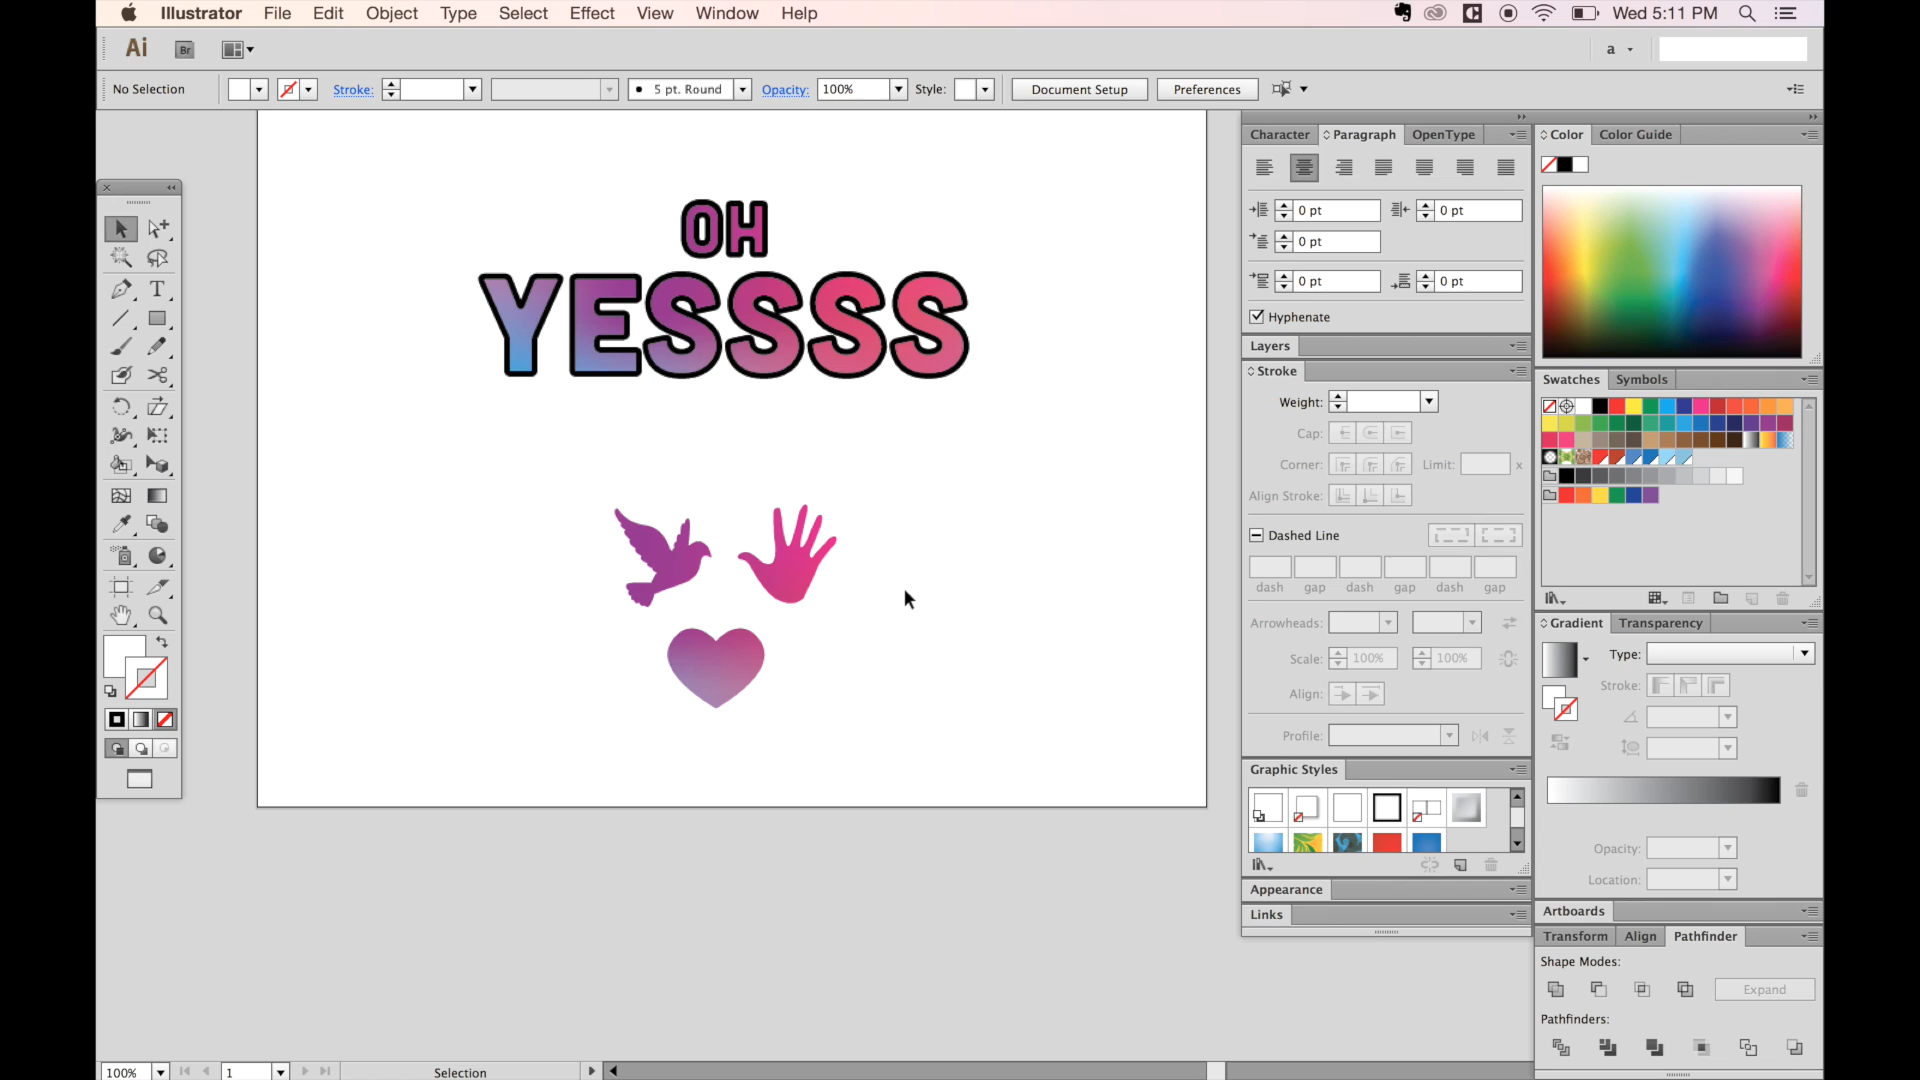 Illustrator File Edit Object Type Select Effect View Window Help Wed 5:11 PM
Ai Br a
No Selection Stroke: 5 pt. Round Opacity: 100% Style: Document Setup Preferences
Character Paragraph OpenType Color Color Guide
0 pt 0 pt
0 pt
0 pt 0 pt
Hyphenate
Layers
Stroke
Swatches Symbols
Weight:
Cap:
Corner: Limit: x
Align Stroke:
Dashed Line
dash gap dash gap dash gap
Arrowheads:
Scale: 100% 100%
Align:
Profile:
Graphic Styles
Appearance
Links
Gradient Transparency
Type:
Stroke:
Opacity:
Location:
Artboards
Transform Align Pathfinder
Shape Modes:
Expand
Pathfinders:
OH
YESSSS
T
100% 1 Selection